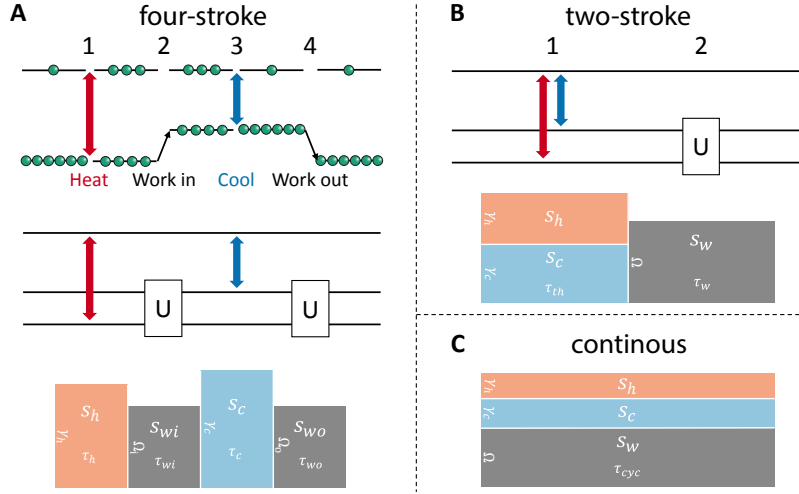 A
four-stroke
1 2 3 4
Heat Work in Cool Work out
U U
S_h
γ_h
τ_h
S_wi
Ω_i
τ_wi
S_c
γ_c
τ_c
S_wo
Ω_o
τ_wo
B
two-stroke
1 2
U
S_h
γ_h
S_c
γ_c
τ_th
S_w
Ω
τ_w
C
continous
S_h
γ_h
S_c
γ_c
S_w
Ω
τ_cyc